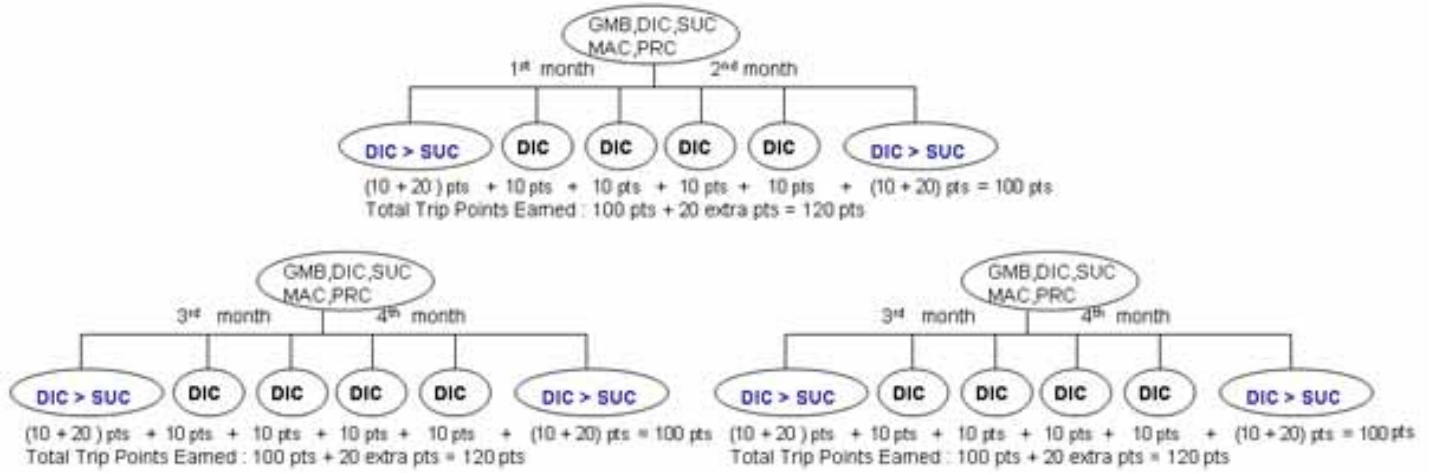 GMB,DIC,SUC
MAC,PRC
1st month 2nd month
DIC > SUC DIC DIC DIC DIC DIC > SUC
(10 + 20 ) pts + 10 pts + 10 pts + 10 pts + 10 pts + (10 + 20) pts = 100 pts
Total Trip Points Earned : 100 pts + 20 extra pts = 120 pts
GMB,DIC,SUC
MAC,PRC
3rd month 4th month
DIC > SUC DIC DIC DIC DIC DIC > SUC
(10 + 20 ) pts + 10 pts + 10 pts + 10 pts + 10 pts + (10 + 20) pts = 100 pts
Total Trip Points Earned : 100 pts + 20 extra pts = 120 pts
GMB,DIC,SUC
MAC,PRC
3rd month 4th month
DIC > SUC DIC DIC DIC DIC DIC > SUC
(10 + 20 ) pts + 10 pts + 10 pts + 10 pts + 10 pts + (10 + 20) pts = 100 pts
Total Trip Points Earned : 100 pts + 20 extra pts = 120 pts